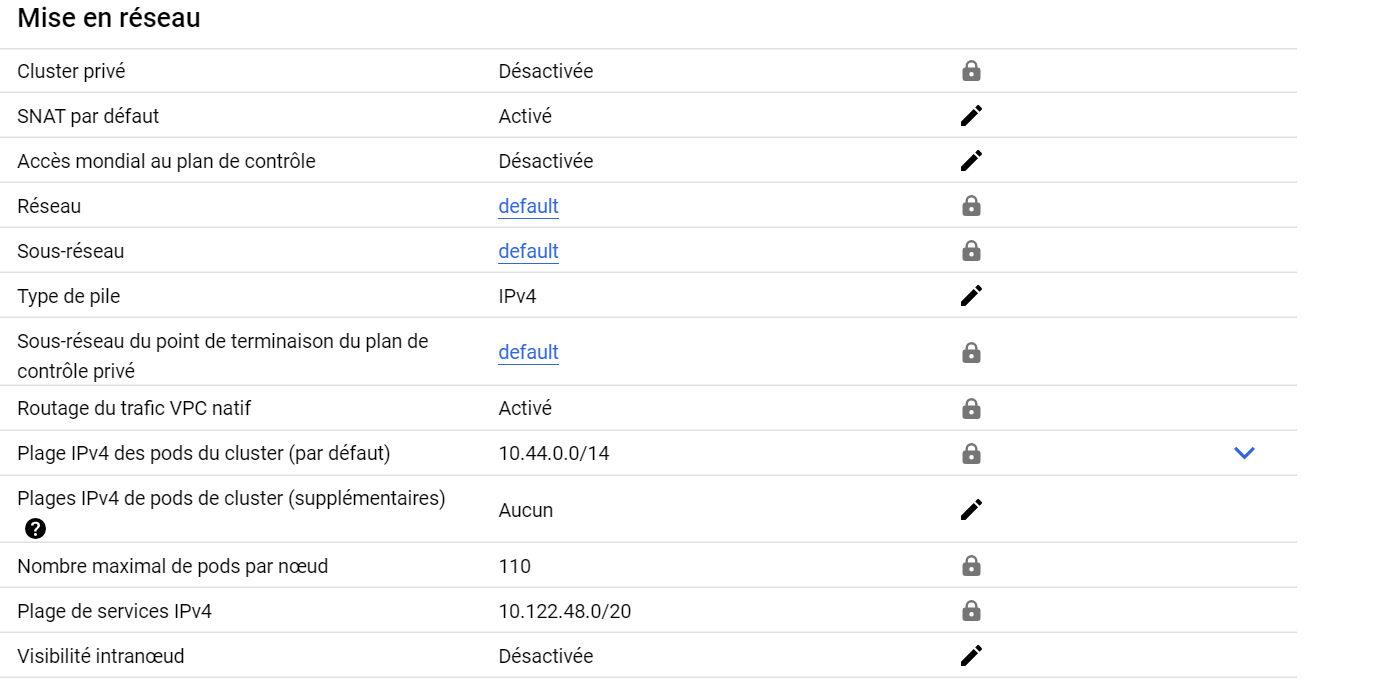 Mise en réseau
Cluster privé Désactivée
SNAT par défaut Activé
Accès mondial au plan de contrôle Désactivée
Réseau default
Sous-réseau default
Type de pile IPv4
Sous-réseau du point de terminaison du plan de
contrôle privé default
Routage du trafic VPC natif Activé
Plage IPv4 des pods du cluster (par défaut) 10.44.0.0/14
Plages IPv4 de pods de cluster (supplémentaires)
? Aucun
Nombre maximal de pods par nœud 110
Plage de services IPv4 10.122.48.0/20
Visibilité intranœud Désactivée